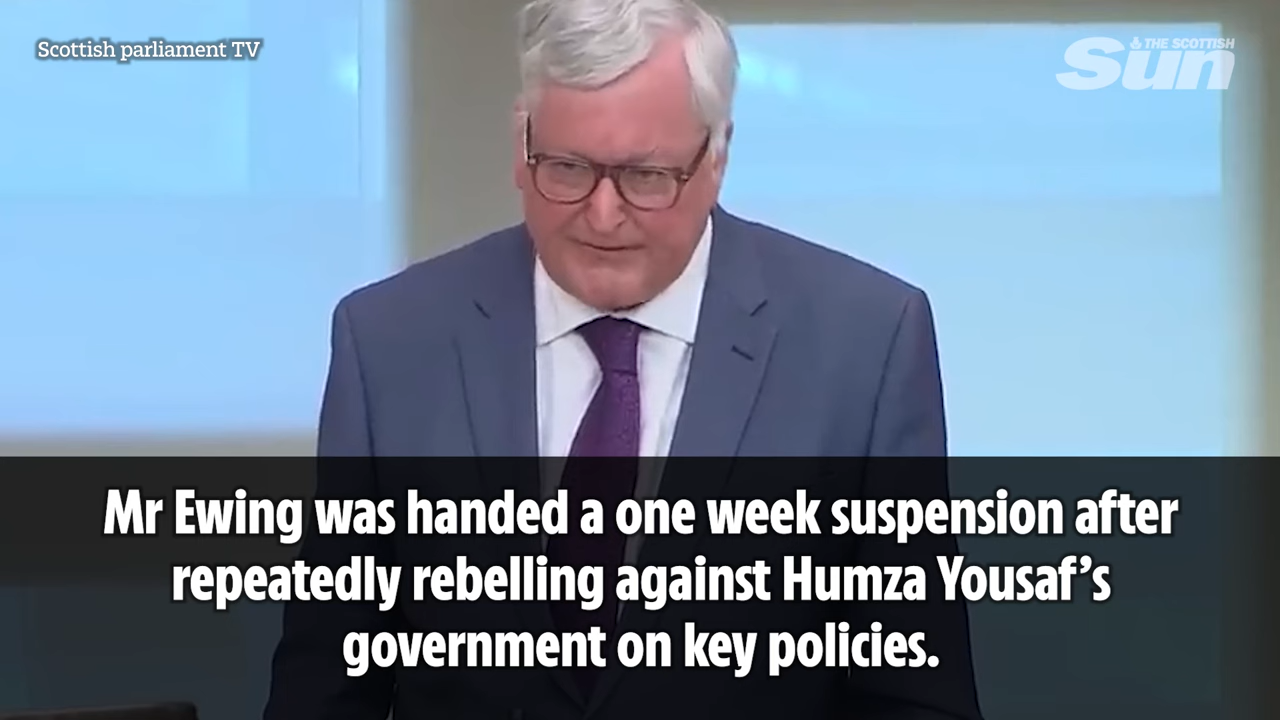 Scottish parliament TV
& THE SCOTTISH
Sun
Mr Ewing was handed a one week suspension after
repeatedly rebelling against Humza Yousaf’s
government on key policies.